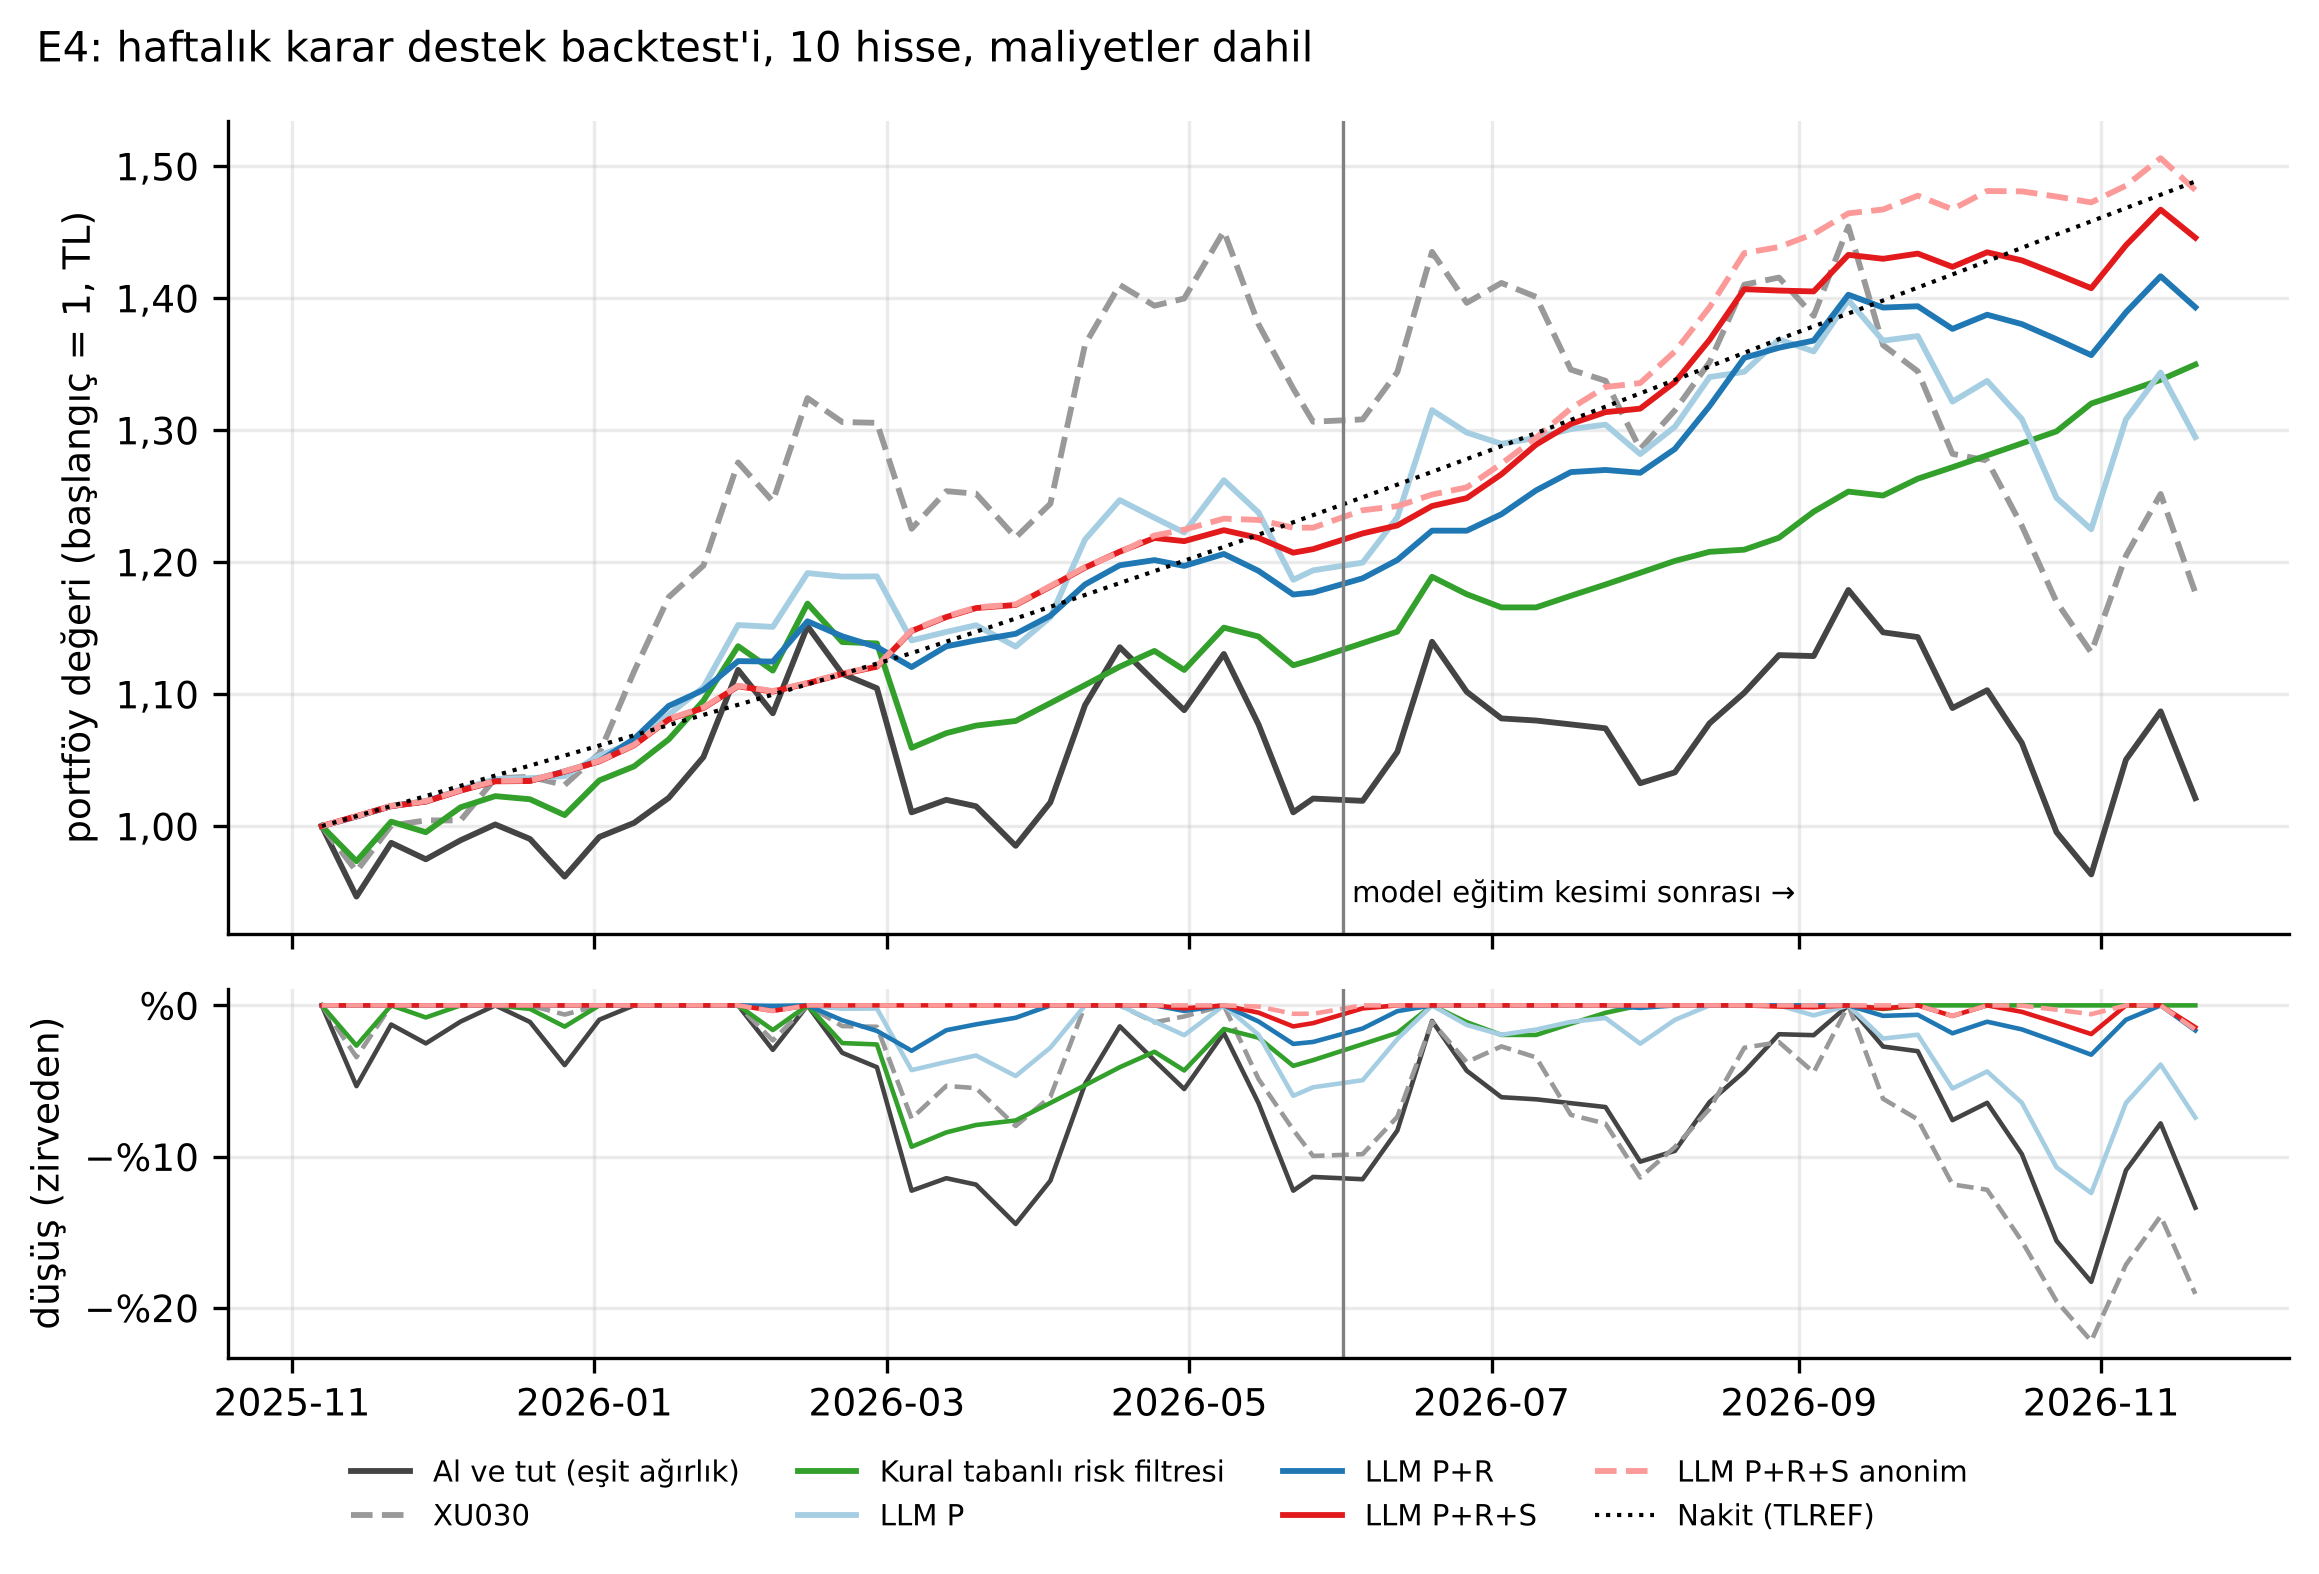 E4: haftalık karar destek backtest'i, 10 hisse, maliyetler dahil
portföy değeri (başlangıç = 1, TL)
1,50
1,40
1,30
1,20
1,10
1,00
model eğitim kesimi sonrası →
düşüş (zirveden)
%0
−%10
−%20
2025-11
2026-01
2026-03
2026-05
2026-07
2026-09
2026-11
Al ve tut (eşit ağırlık)
XU030
Kural tabanlı risk filtresi
LLM P
LLM P+R
LLM P+R+S
LLM P+R+S anonim
Nakit (TLREF)